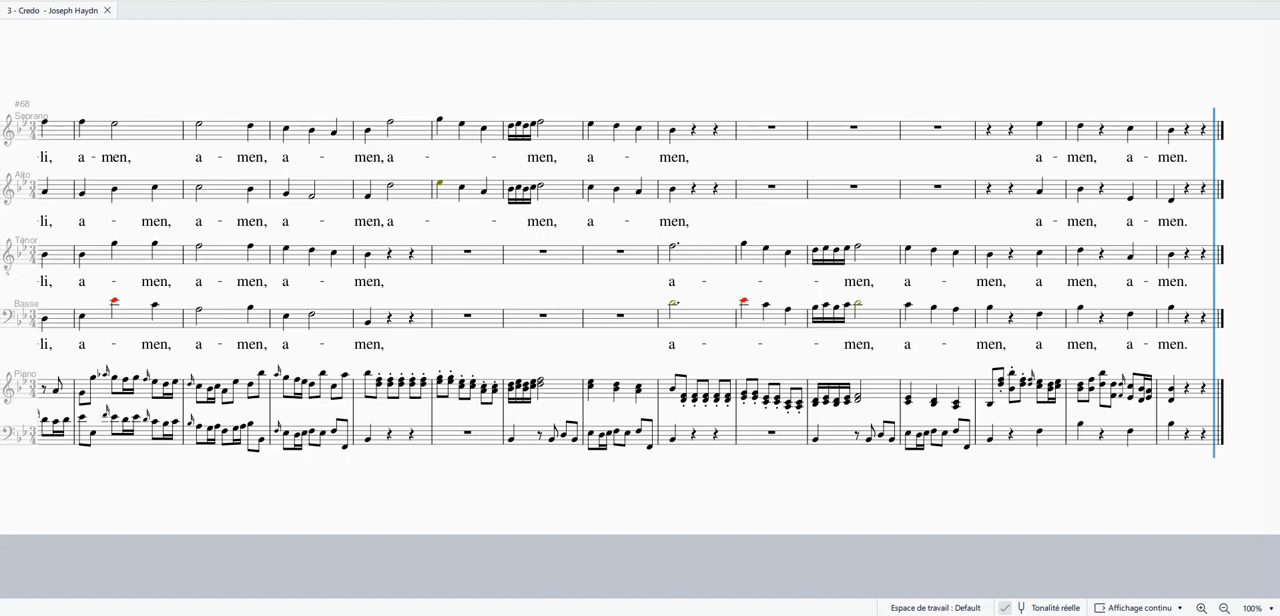 3 - Credo - Joseph Haydn
#68
Soprano
li, a - men, a - men, a - men, a - men, a - men, a - men, a - men.
Alto
li, a - men, a - men, a - men, a - men, a - men, a - men, a - men.
Ténor
li, a - men, a - men, a - men, a - men, a - men, a - men, a - men.
Basse
li, a - men, a - men, a - men, a - men, a - men, a - men, a - men.
Piano
Espace de travail : Default
Tonalité réelle
Affichage continu
100%